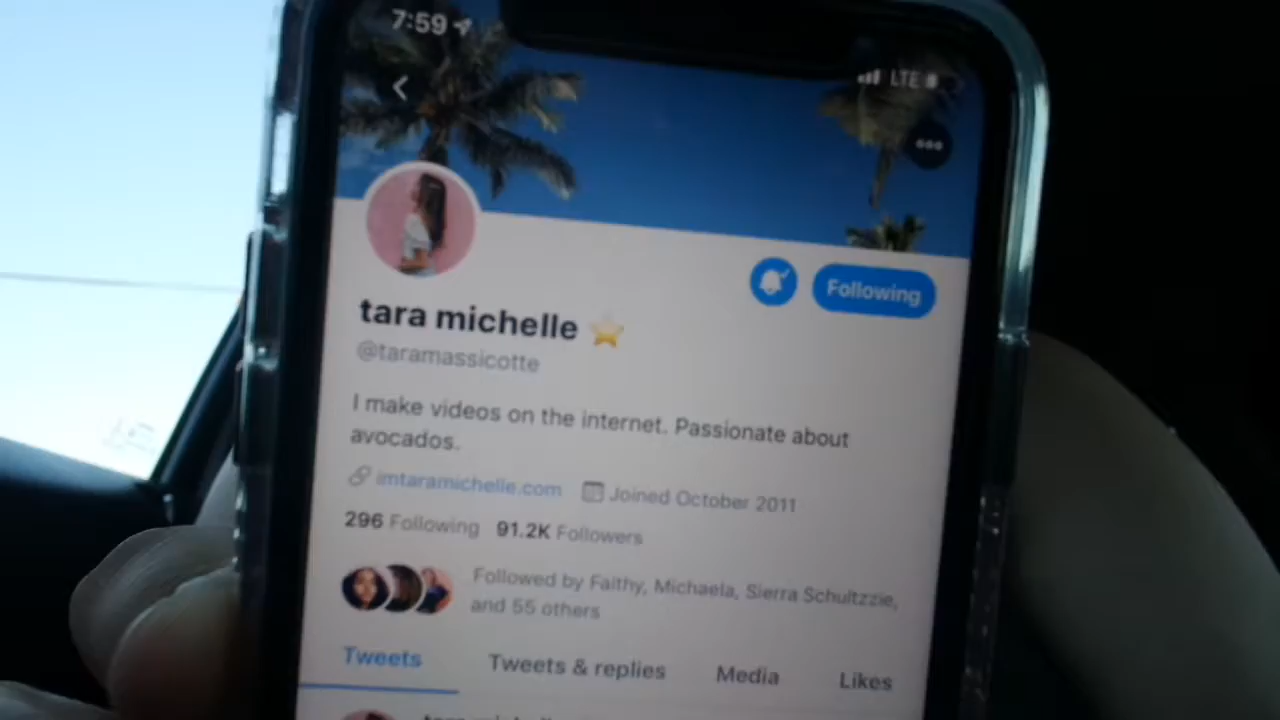 7:59
LTE
Following
tara michelle ⭐
@taramassicotte
I make videos on the internet. Passionate about
avocados.
imtaramichelle.com Joined October 2011
296 Following 91.2K Followers
Followed by Faithy, Michaela, Sierra Schultzzie,
and 55 others
Tweets Tweets & replies Media Likes